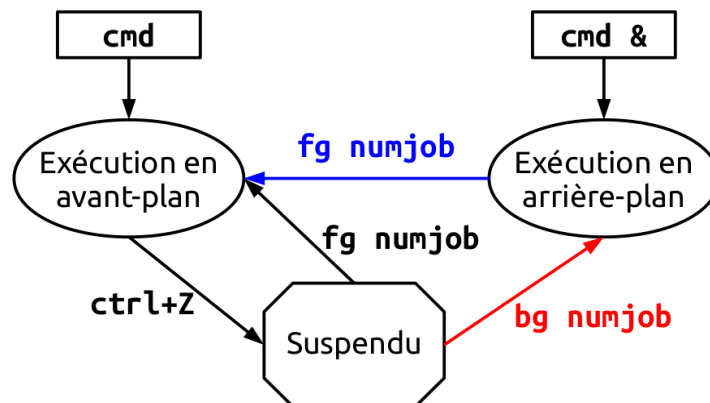 cmd
cmd &
fg numjob
Exécution en
avant-plan
Exécution en
arrière-plan
fg numjob
ctrl+Z
bg numjob
Suspendu